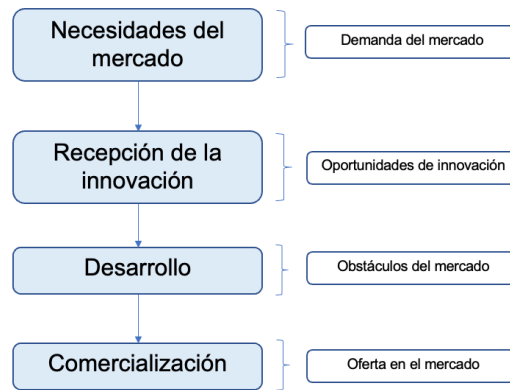 Necesidades del
mercado
Demanda del mercado
Recepción de la
innovación
Oportunidades de innovación
Desarrollo
Obstáculos del mercado
Comercialización
Oferta en el mercado